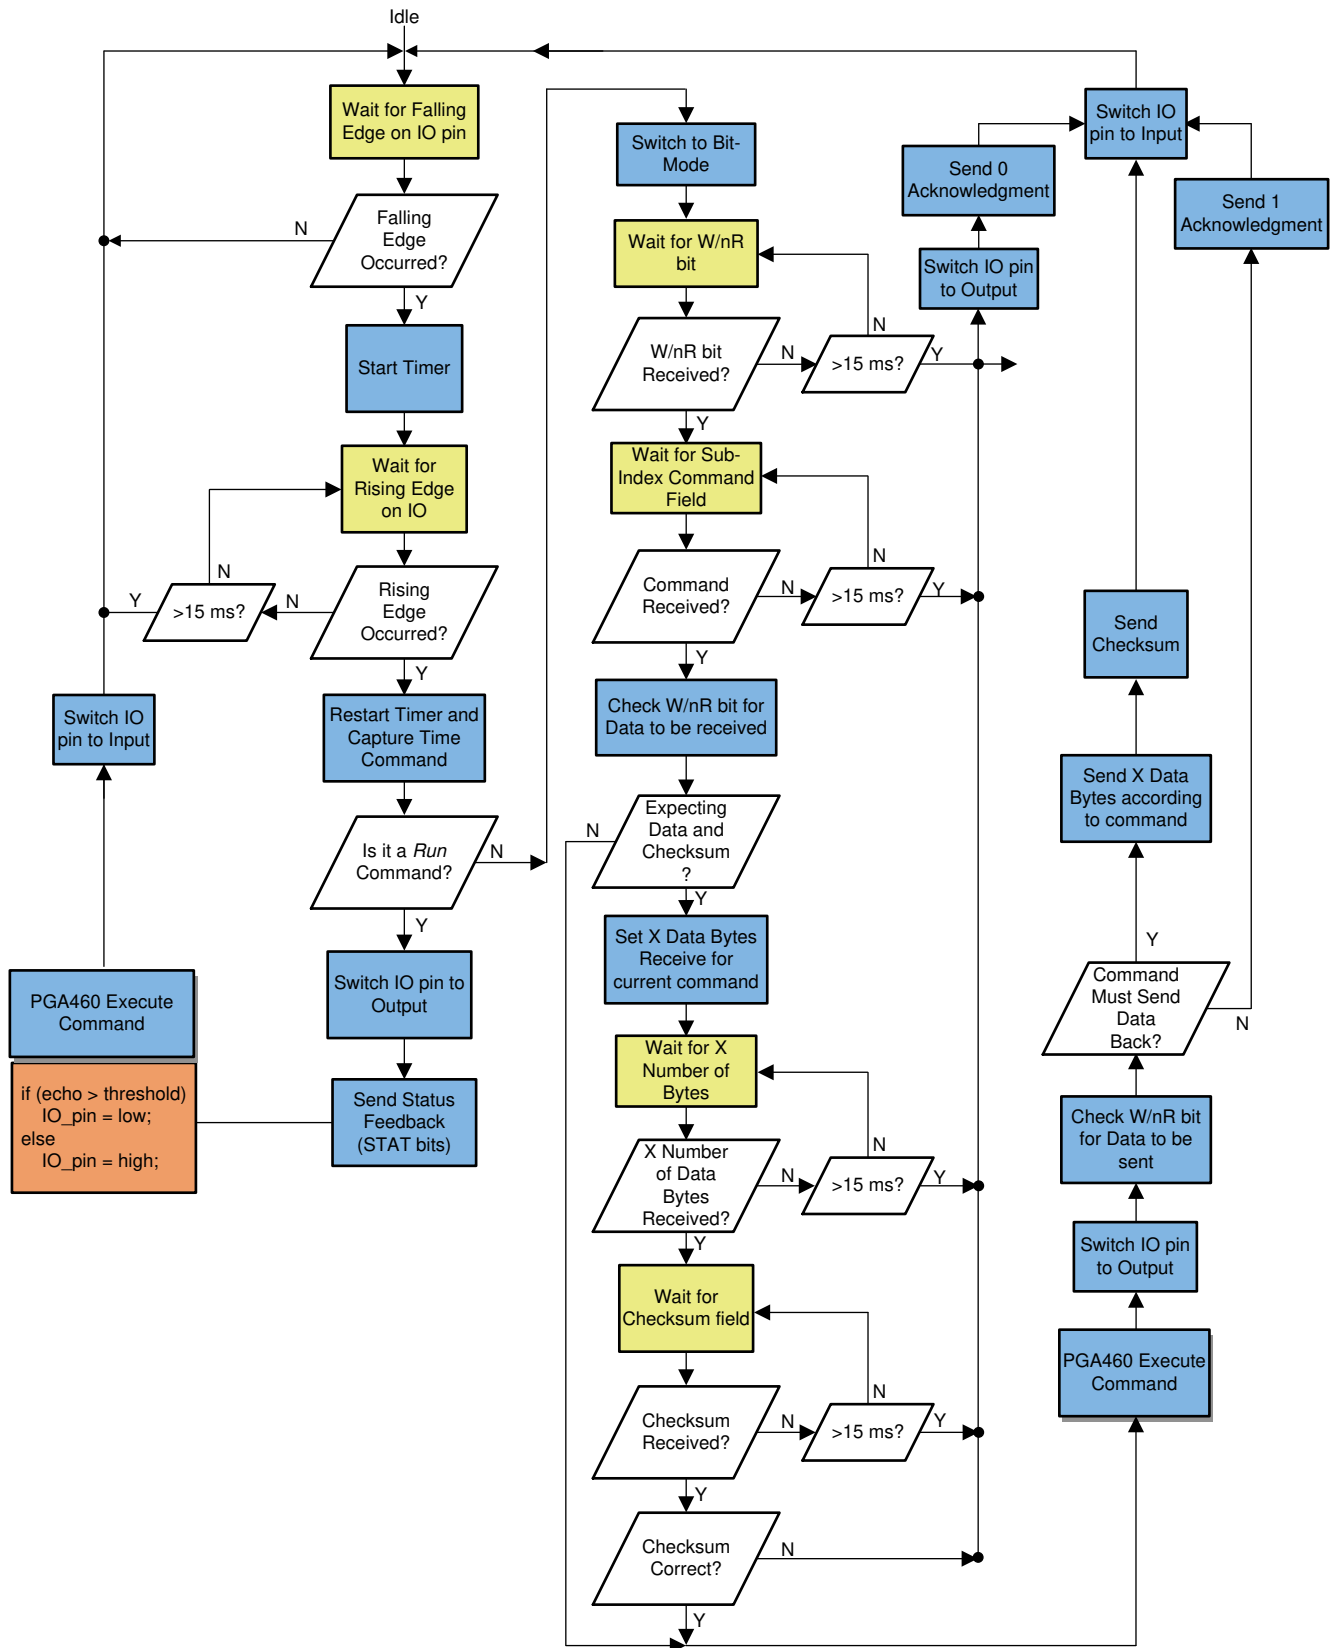 Idle
Wait for Falling
Edge on IO pin
N
Falling
Edge
Occurred?
Y
Start Timer
Wait for
Rising Edge
on IO
N
Y
>15 ms?
N
Rising
Edge
Occurred?
Y
Switch IO
pin to Input
Restart Timer and
Capture Time
Command
Is it a Run
Command?
N
Y
Switch IO pin to
Output
PGA460 Execute
Command
if (echo > threshold)
IO_pin = low;
else
IO_pin = high;
Send Status
Feedback
(STAT bits)
Switch to Bit-
Mode
Wait for W/nR
bit
N
W/nR bit
Received?
N
>15 ms?
Y
Y
Wait for Sub-
Index Command
Field
N
Command
Received?
N
>15 ms?
Y
Y
Check W/nR bit for
Data to be received
N
Expecting
Data and
Checksum
?
Y
Set X Data Bytes
Receive for
current command
Wait for X
Number of
Bytes
N
X Number
of Data
Bytes
Received?
N
>15 ms?
Y
Y
Wait for
Checksum field
N
Checksum
Received?
N
>15 ms?
Y
Y
Checksum
Correct?
N
Y
Switch IO
pin to Input
Send 0
Acknowledgment
Send 1
Acknowledgment
Switch IO pin
to Output
Send
Checksum
Send X Data
Bytes according
to command
Y
Command
Must Send
Data
Back?
N
Check W/nR bit
for Data to be
sent
Switch IO pin
to Output
PGA460 Execute
Command